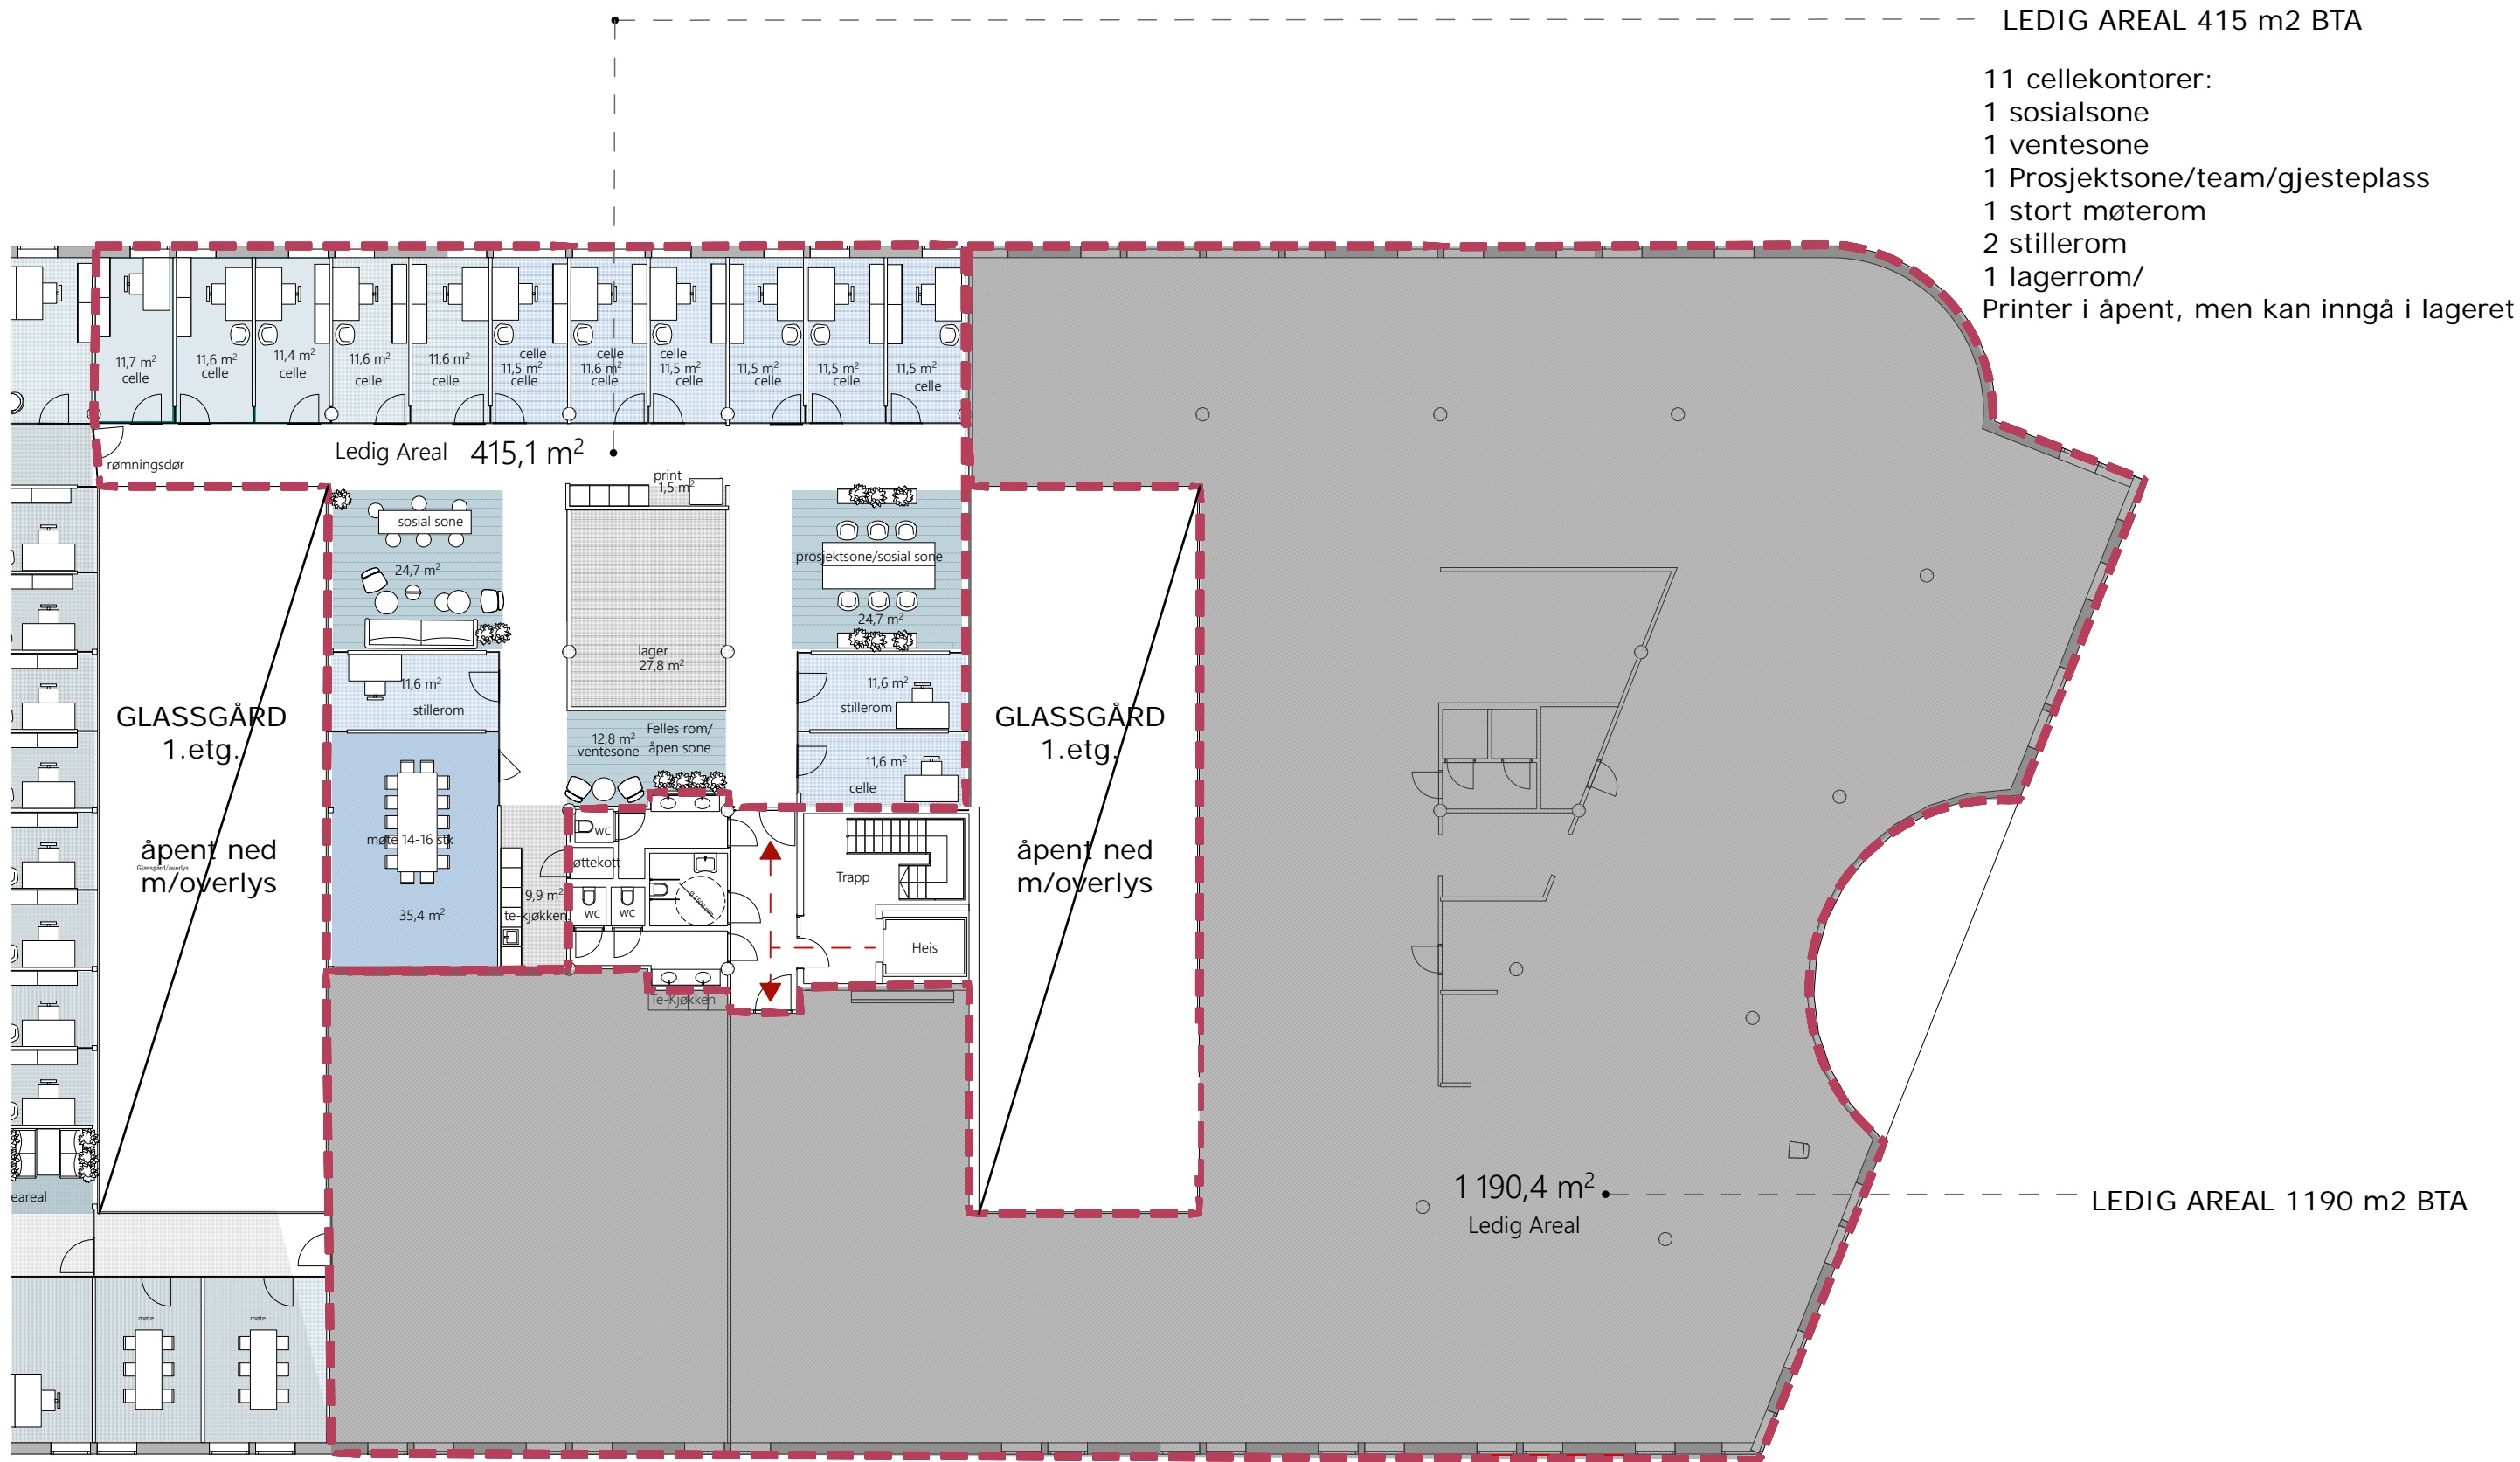 LEDIG AREAL 415 m2 BTA
11 cellekontorer:
1 sosialsone
1 ventesone
1 Prosjektsone/team/gjesteplass
1 stort møterom
2 stillerom
1 lagerrom/
Printer i åpent, men kan inngå i lageret
11,7 m²
celle
11,6 m²
celle
11,4 m²
celle
11,6 m²
celle
11,6 m²
celle
celle
11,5 m²
celle
celle
11,6 m²
celle
celle
11,5 m²
celle
11,5 m²
celle
11,5 m²
celle
11,5 m²
celle
rømningsdør
Ledig Areal 415,1 m²
print
1,5 m²
sosial sone
24,7 m²
prosjektsone/sosial sone
24,7 m²
lager
27,8 m²
11,6 m²
stillerom
11,6 m²
stillerom
GLASSGÅRD
1.etg.
åpent ned
Glassgård/overlys
m/overlys
12,8 m²
ventesone
Felles rom/
åpen sone
11,6 m²
celle
GLASSGÅRD
1.etg.
åpent ned
m/overlys
møte 14-16 stk
35,4 m²
9,9 m²
te-kjøkken
wc
øttekott
wc
wc
Trapp
Heis
Te-Kjøkken
eareal
møte
møte
1 190,4 m²
Ledig Areal
LEDIG AREAL 1190 m2 BTA